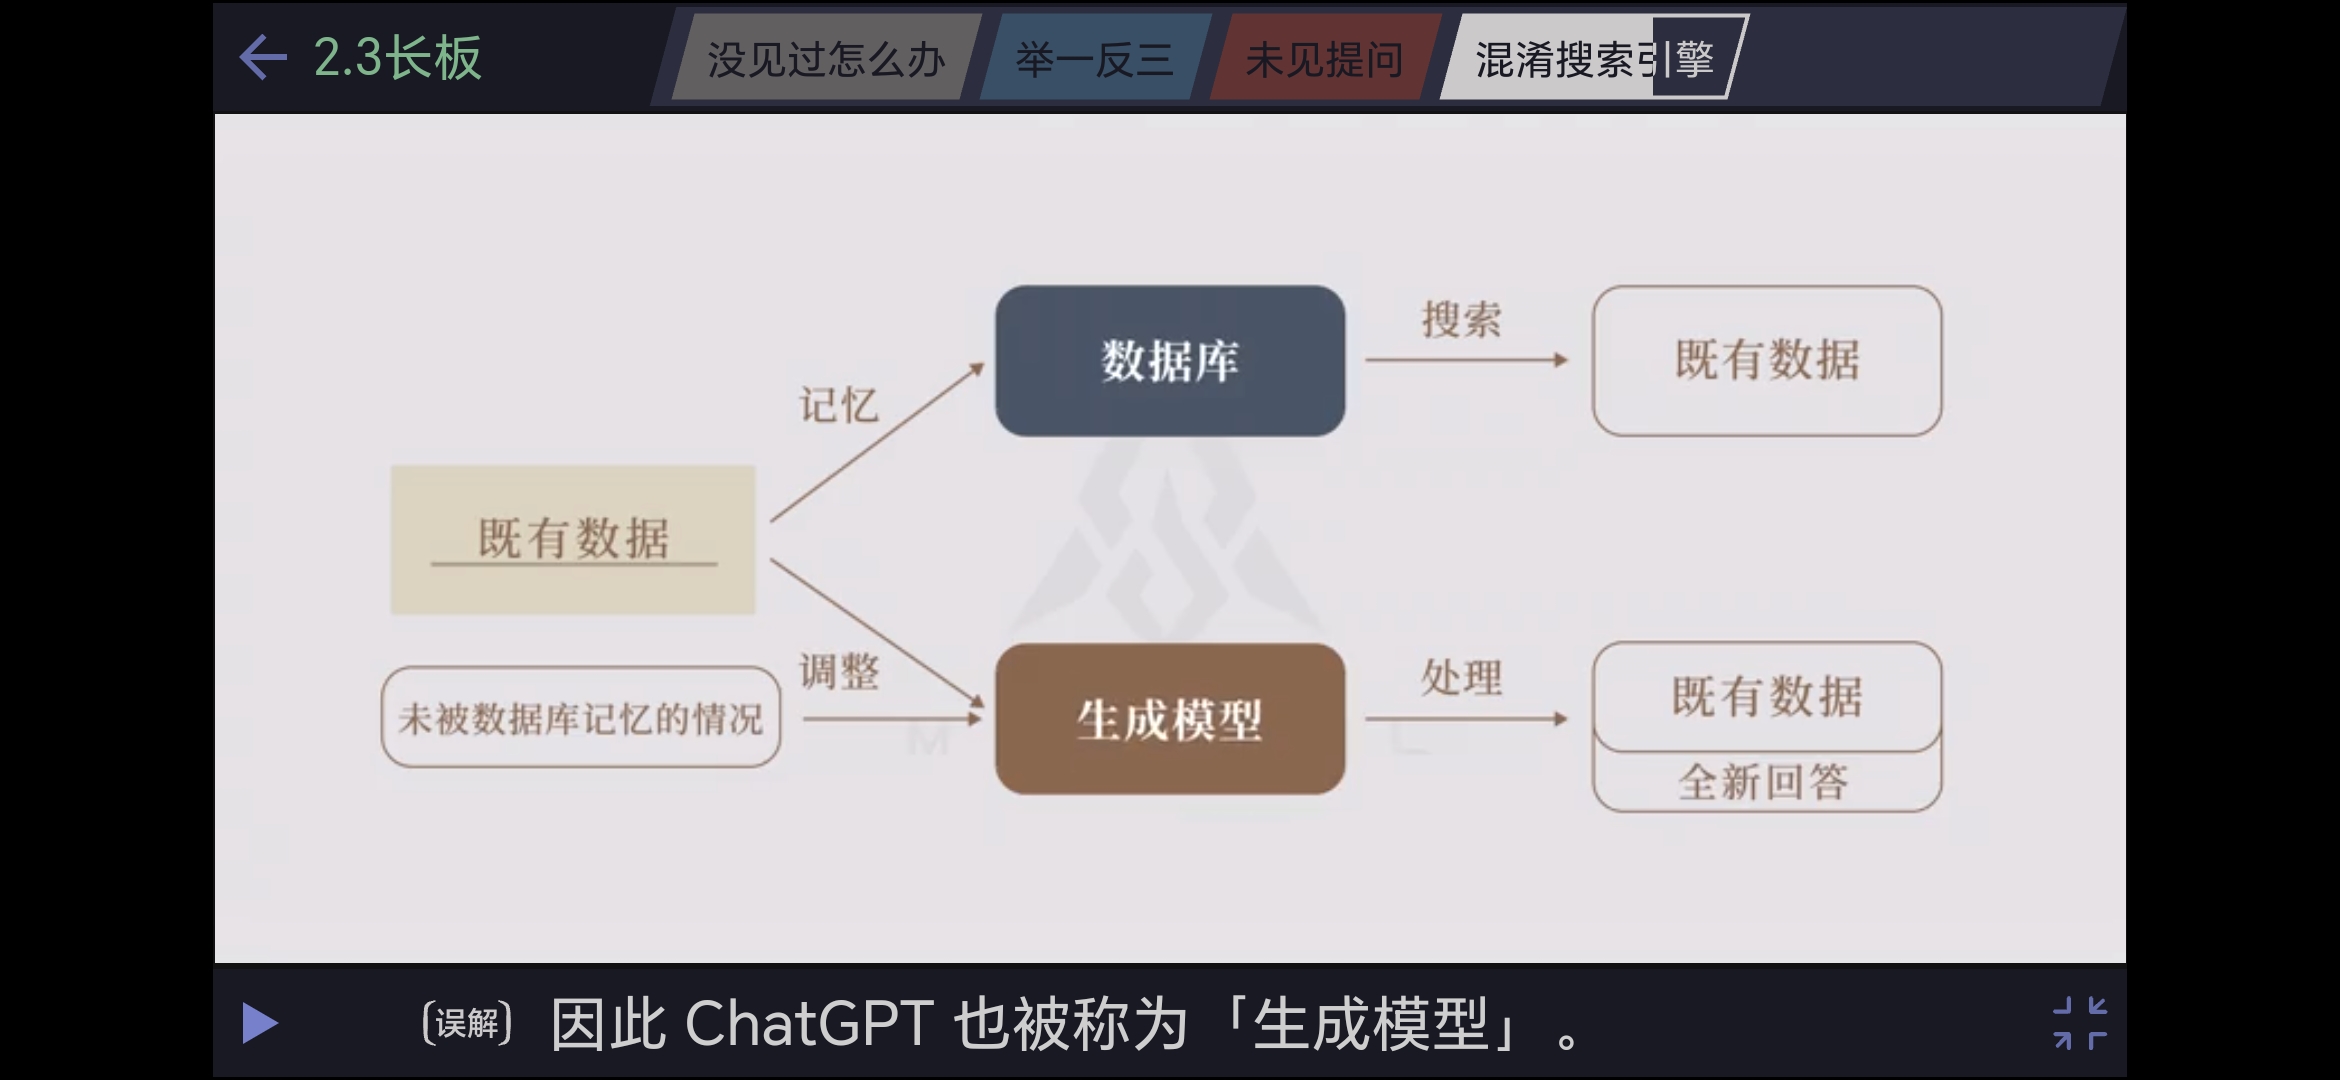 2.3长板
没见过怎么办
举一反三
未见提问
混淆搜索引擎
数据库
搜索
既有数据
记忆
既有数据
调整
未被数据库记忆的情况
生成模型
处理
既有数据
全新回答
M
L
〔误解〕 因此 ChatGPT 也被称为「生成模型」。